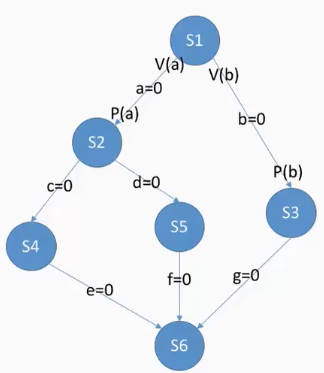 S1
V(a)
V(b)
a=0
P(a)
b=0
S2
P(b)
c=0
d=0
S3
S4
S5
e=0
f=0
g=0
S6